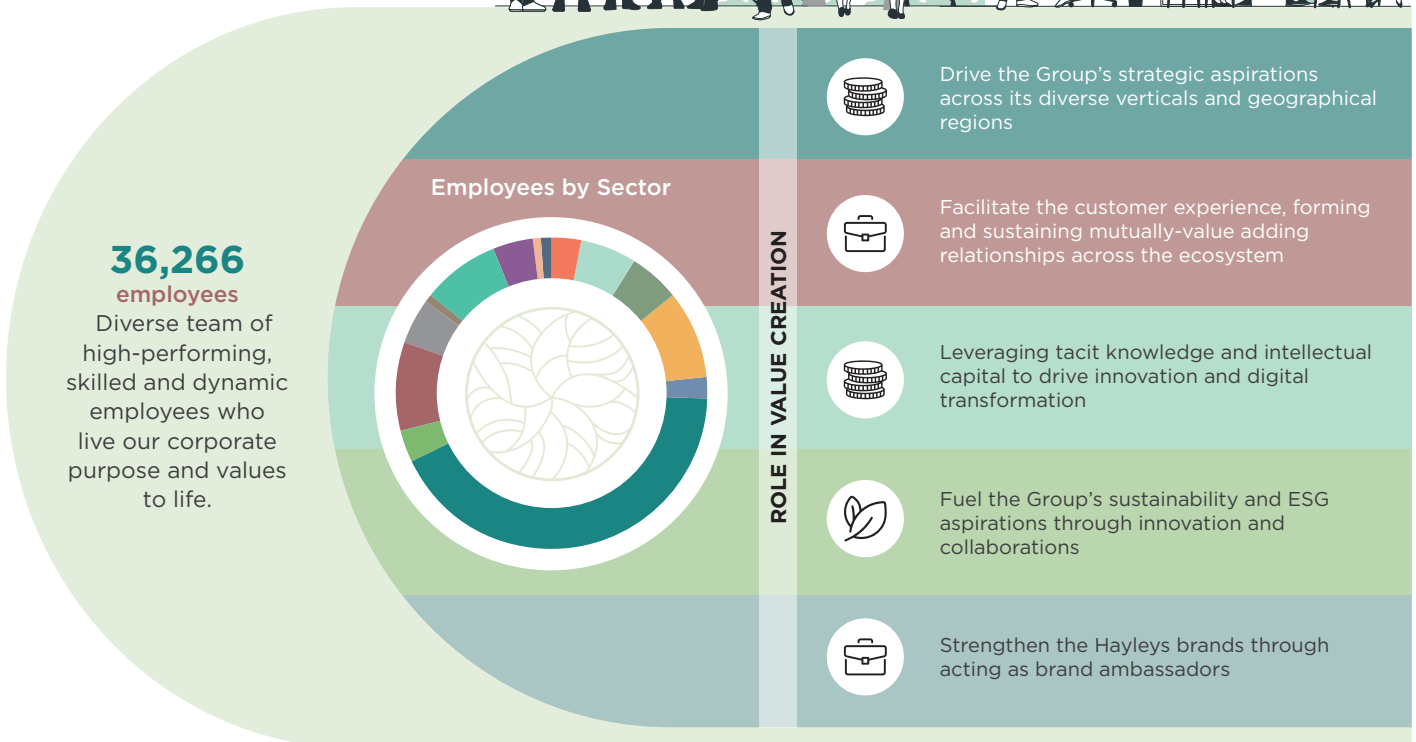 36,266
employees
Diverse team of
high-performing,
skilled and dynamic
employees who
live our corporate
purpose and values
to life.
Employees by Sector
ROLE IN VALUE CREATION
Drive the Group’s strategic aspirations
across its diverse verticals and geographical
regions
Facilitate the customer experience, forming
and sustaining mutually-value adding
relationships across the ecosystem
Leveraging tacit knowledge and intellectual
capital to drive innovation and digital
transformation
Fuel the Group’s sustainability and ESG
aspirations through innovation and
collaborations
Strengthen the Hayleys brands through
acting as brand ambassadors